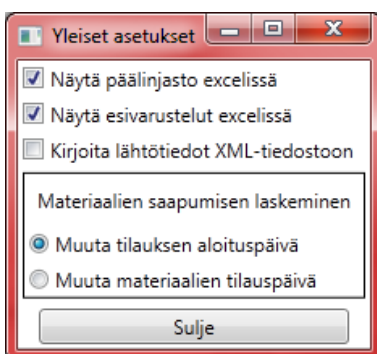 Yleiset asetukset
Näytä päälinjasto excelissä
Näytä esivarustelut excelissä
Kirjoita lähtötiedot XML-tiedostoon
Materiaalien saapumisen laskeminen
Muuta tilauksen aloituspäivä
Muuta materiaalien tilauspäivä
Sulje